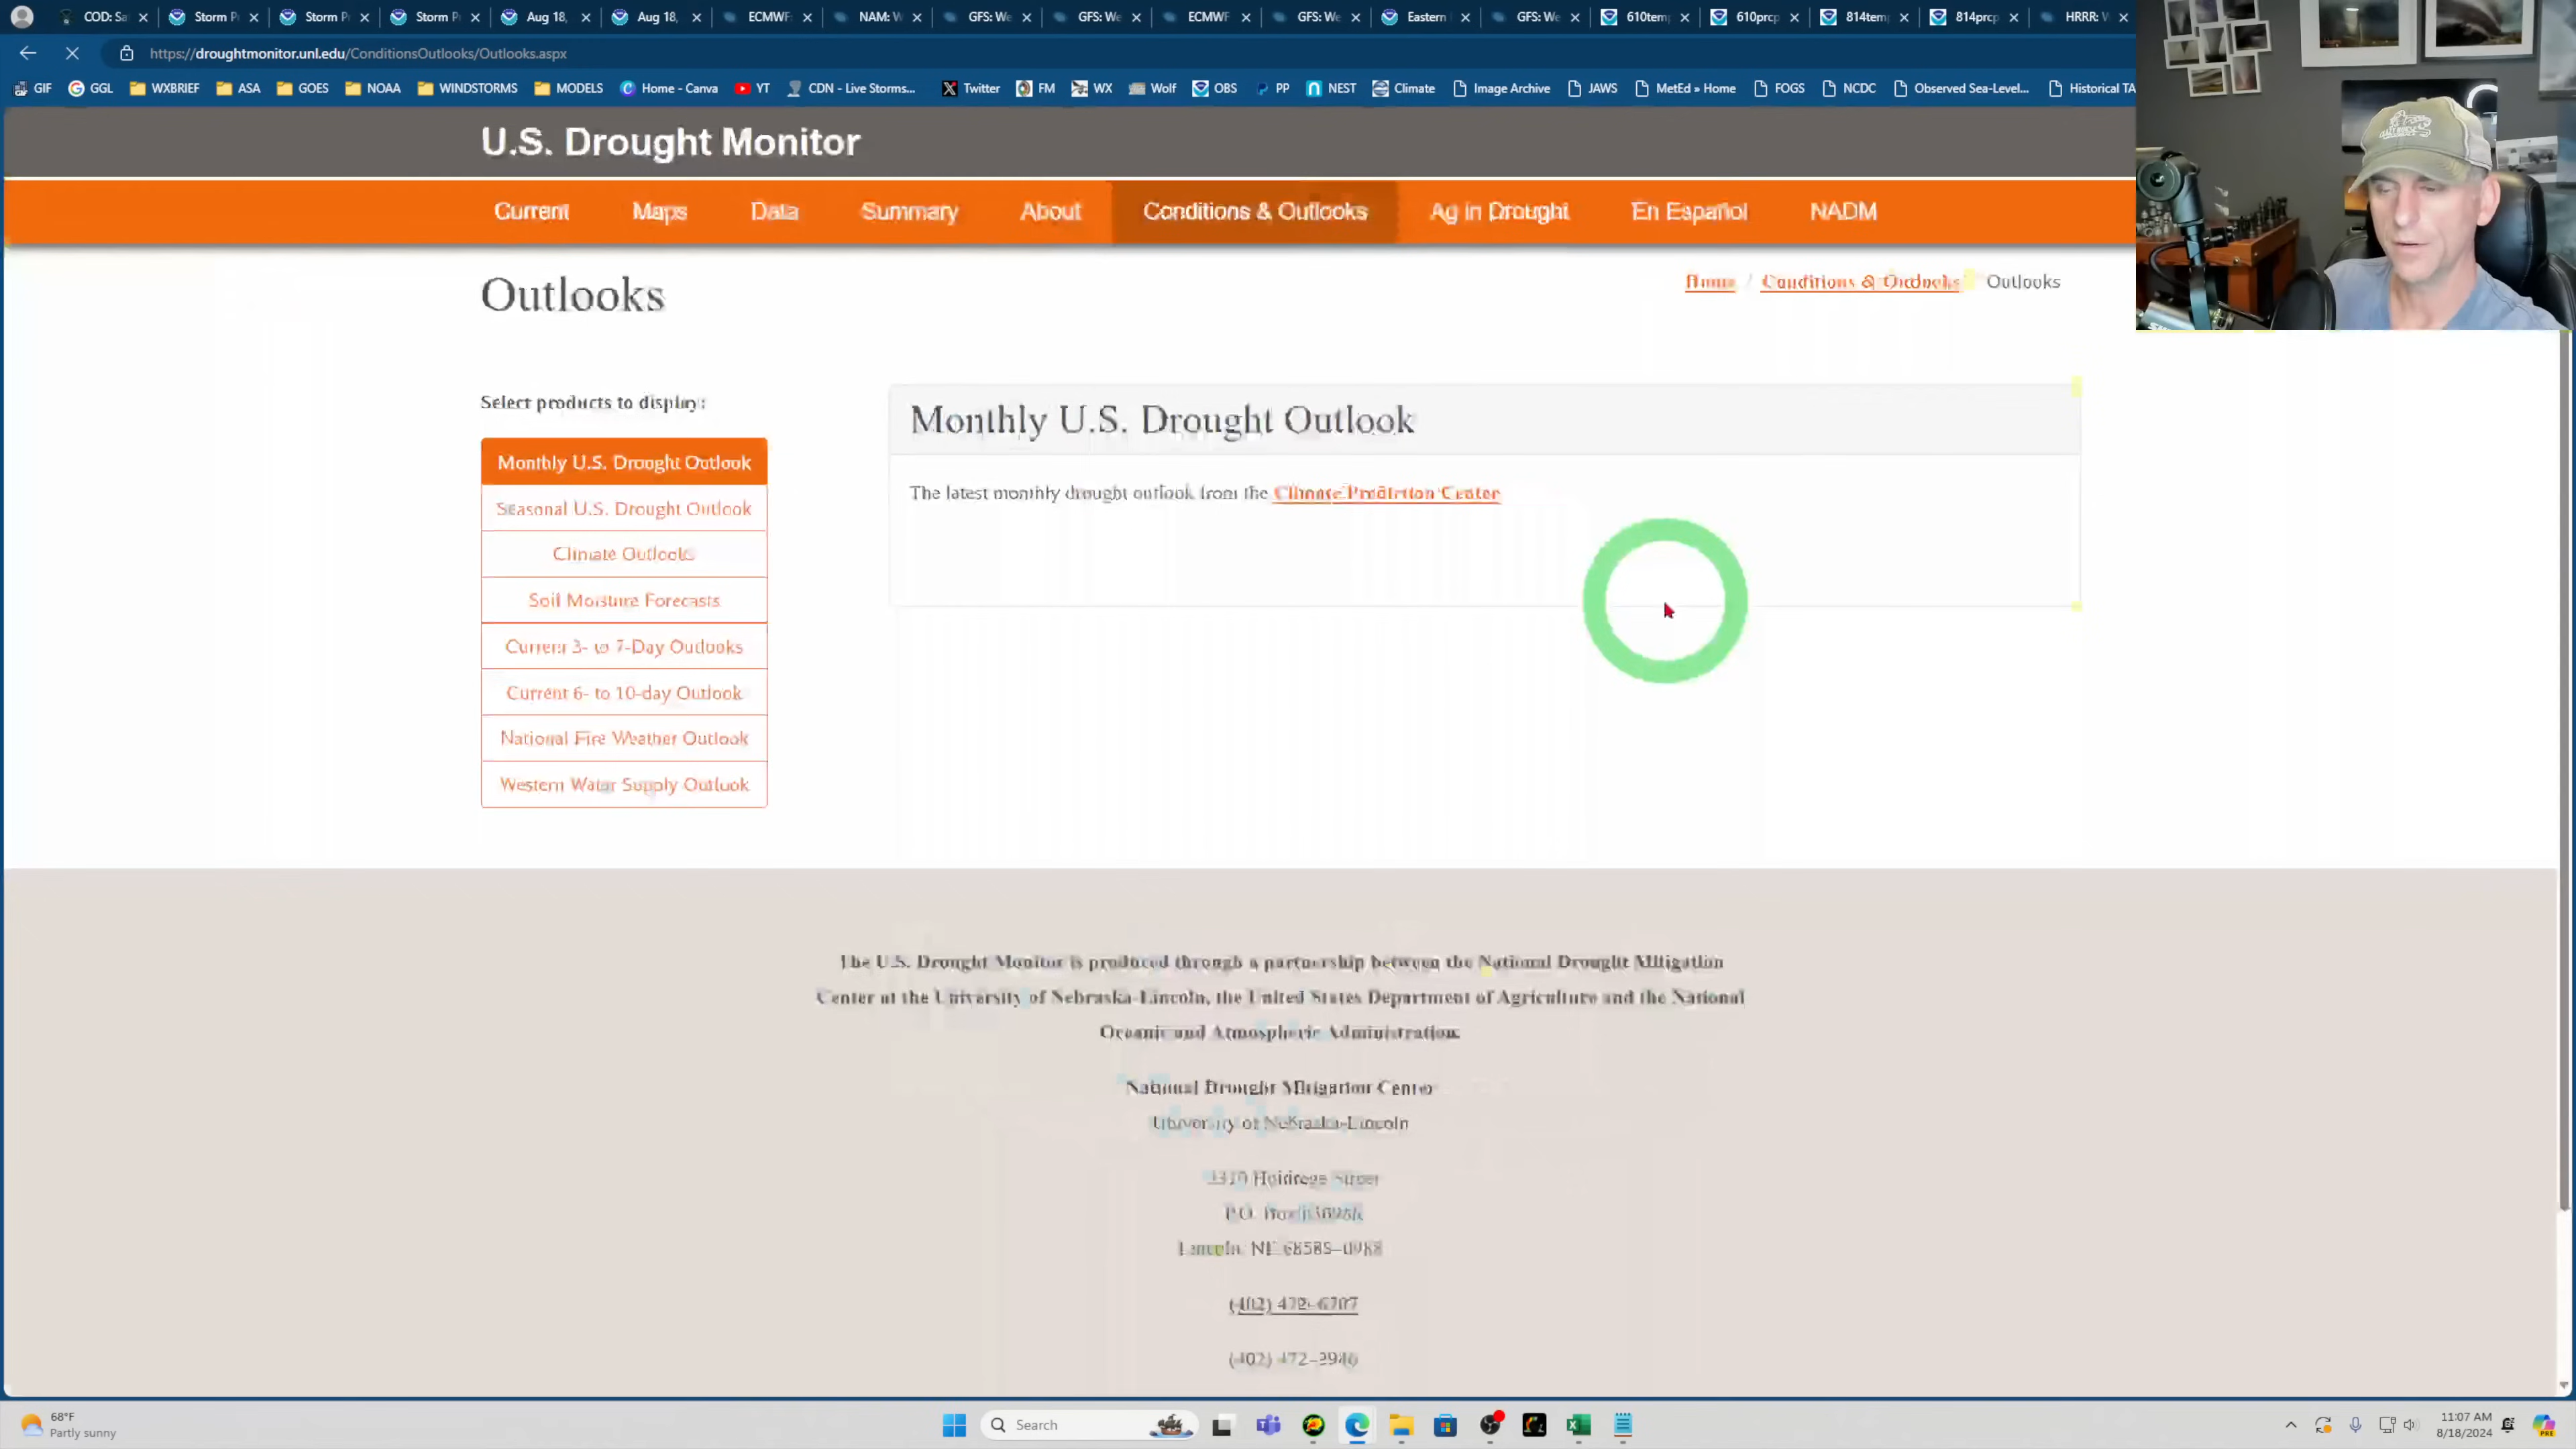 COD: Sa
Storm P
Storm P
Storm P
Aug 18,
Aug 18,
ECMWF:
NAM: W
GFS: We
GFS: We
ECMWF
GFS: We
Eastern
GFS: We
610temp
610prcp
814temp
814prcp
HRRR: W
https://droughtmonitor.unl.edu/ConditionsOutlooks/Outlooks.aspx
GIF GGL WXBRIEF ASA GOES NOAA WINDSTORMS MODELS Home - Canva YT CDN - Live Storms... Twitter FM WX Wolf OBS PP NEST Climate Image Archive JAWS MetEd » Home FOGS NCDC Observed Sea-Level... Historical TA
U.S. Drought Monitor
Current Maps Data Summary About Conditions & Outlooks Ag in Drought En Español NADM
Outlooks
Home / Conditions & Outlooks Outlooks
Select products to display:
Monthly U.S. Drought Outlook
Seasonal U.S. Drought Outlook
Climate Outlooks
Soil Moisture Forecasts
Current 3- to 7-Day Outlooks
Current 6- to 10-day Outlook
National Fire Weather Outlook
Western Water Supply Outlook
Monthly U.S. Drought Outlook
The latest monthly drought outlook from the Climate Prediction Center
The U.S. Drought Monitor is produced through a partnership between the National Drought Mitigation
Center at the University of Nebraska-Lincoln, the United States Department of Agriculture and the National
Oceanic and Atmospheric Administration.
National Drought Mitigation Center
University of Nebraska-Lincoln
Holdrege Street
P.O. Box
Lincoln, NE 68585–0988
(402) 472–6707
(402) 472–2946
68°F
Partly sunny
Search
11:07 AM
8/18/2024